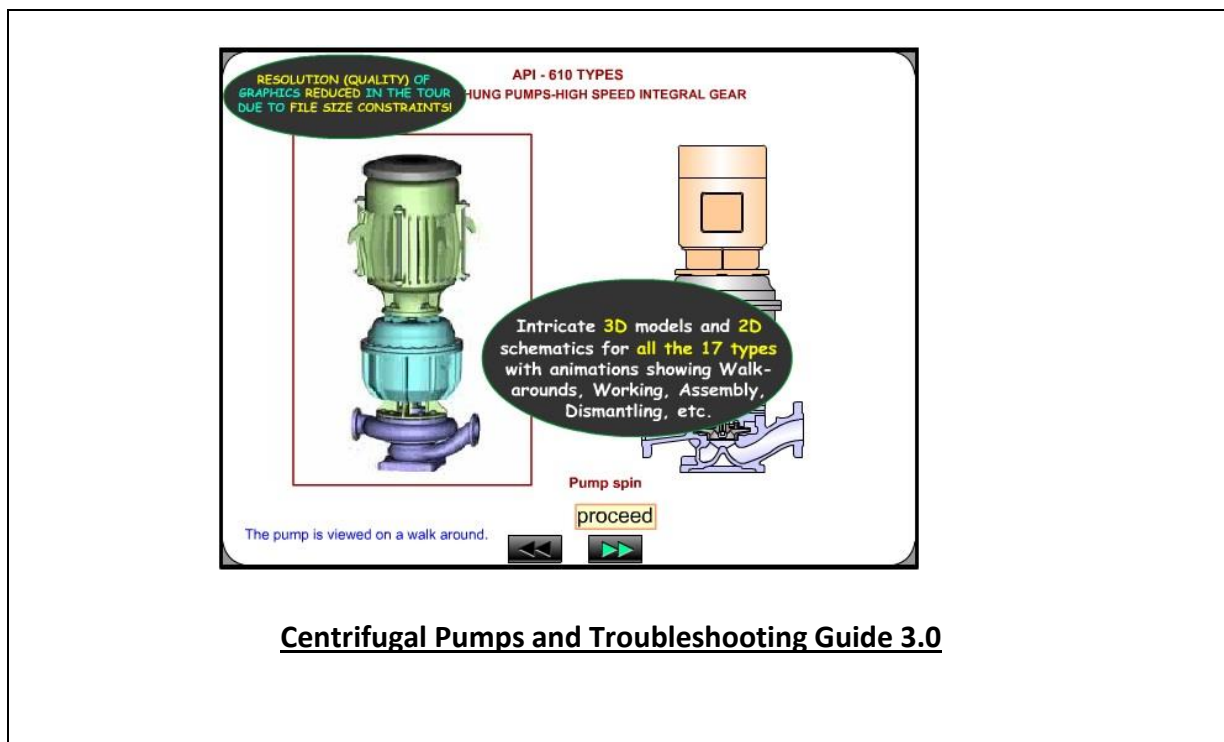 RESOLUTION (QUALITY) OF
GRAPHICS REDUCED IN THE TOUR
DUE TO FILE SIZE CONSTRAINTS!
API - 610 TYPES
HUNG PUMPS-HIGH SPEED INTEGRAL GEAR
Intricate 3D models and 2D
schematics for all the 17 types
with animations showing Walk-
arounds, Working, Assembly,
Dismantling, etc.
Pump spin
proceed
The pump is viewed on a walk around.
Centrifugal Pumps and Troubleshooting Guide 3.0